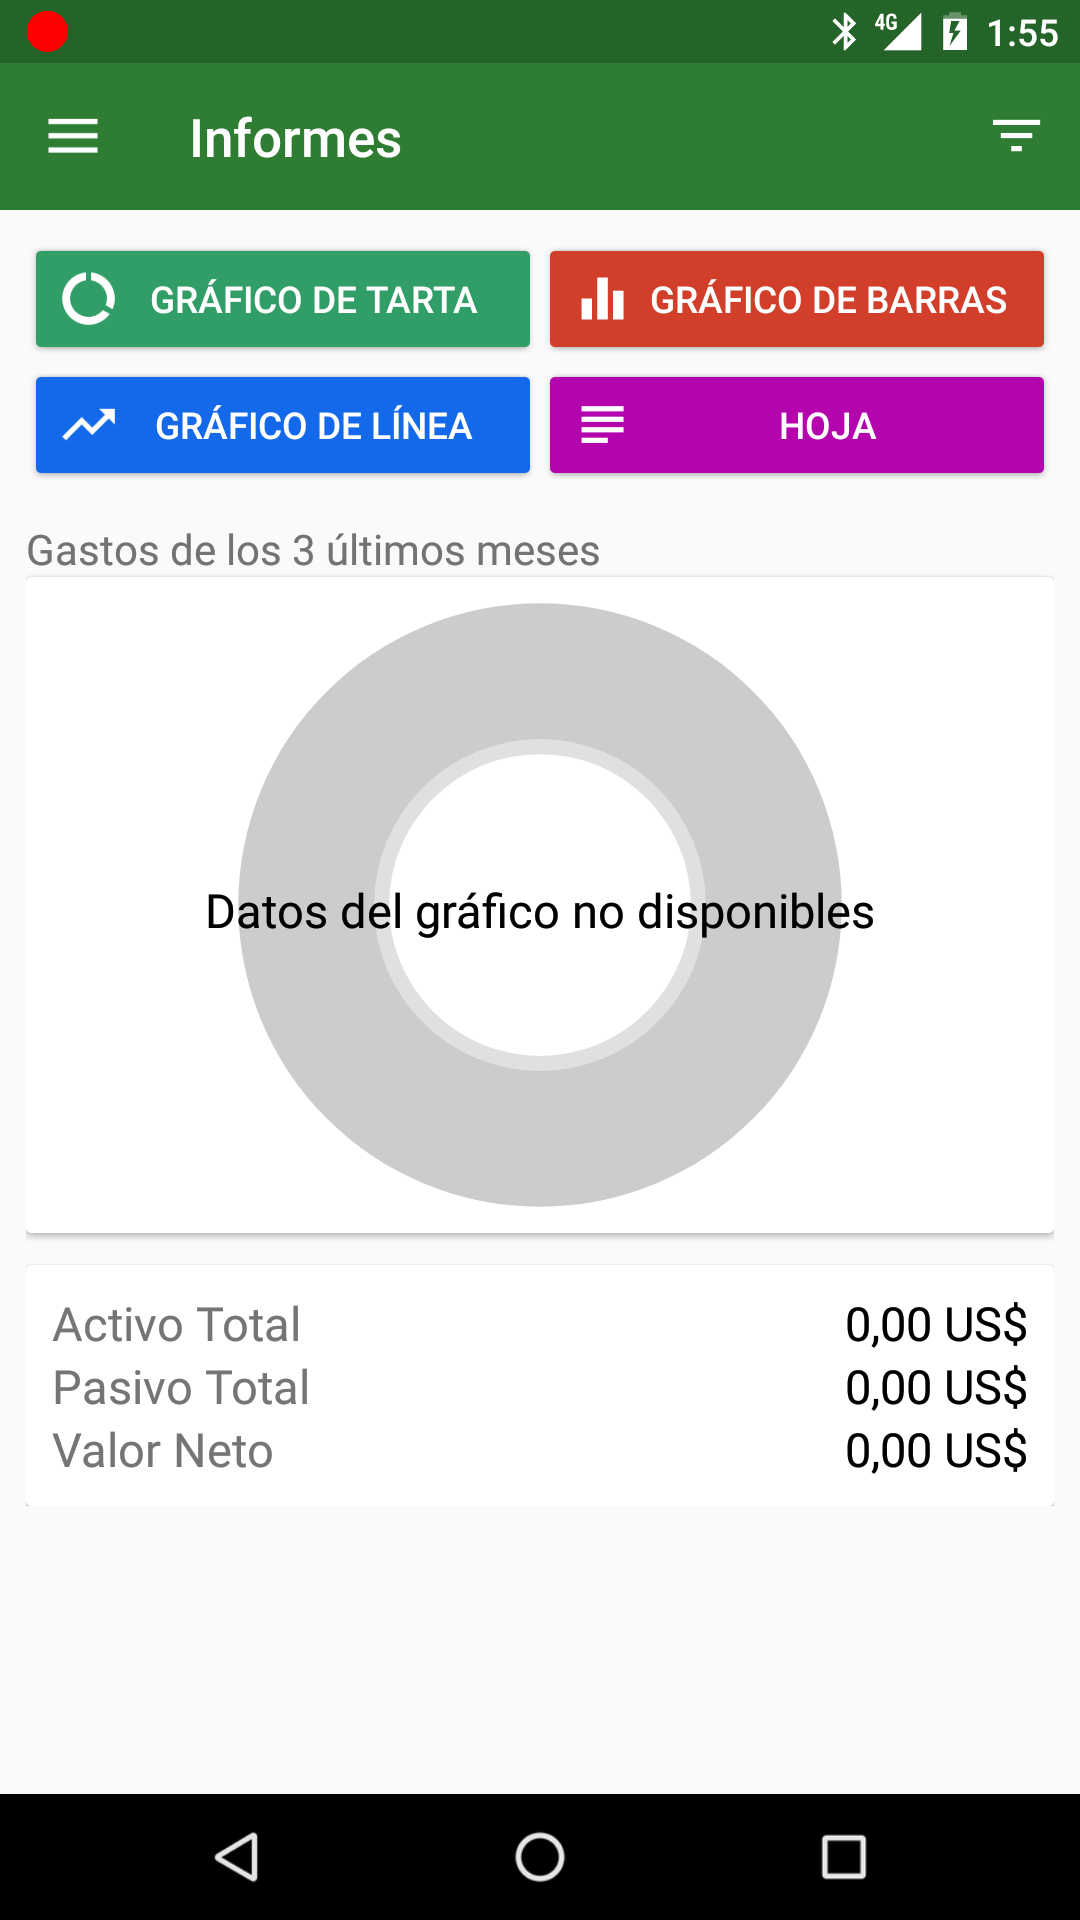 4G 1:55
Informes
GRÁFICO DE TARTA
GRÁFICO DE BARRAS
GRÁFICO DE LÍNEA
HOJA
Gastos de los 3 últimos meses
Datos del gráfico no disponibles
Activo Total 0,00 US$
Pasivo Total 0,00 US$
Valor Neto 0,00 US$